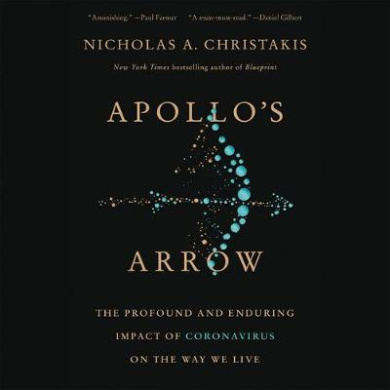 "Astonishing." —Paul Farmer "A must-must-read." —Daniel Gilbert
NICHOLAS A. CHRISTAKIS
New York Times bestselling author of Blueprint
APOLLO'S
ARROW
THE PROFOUND AND ENDURING
IMPACT OF CORONAVIRUS
ON THE WAY WE LIVE